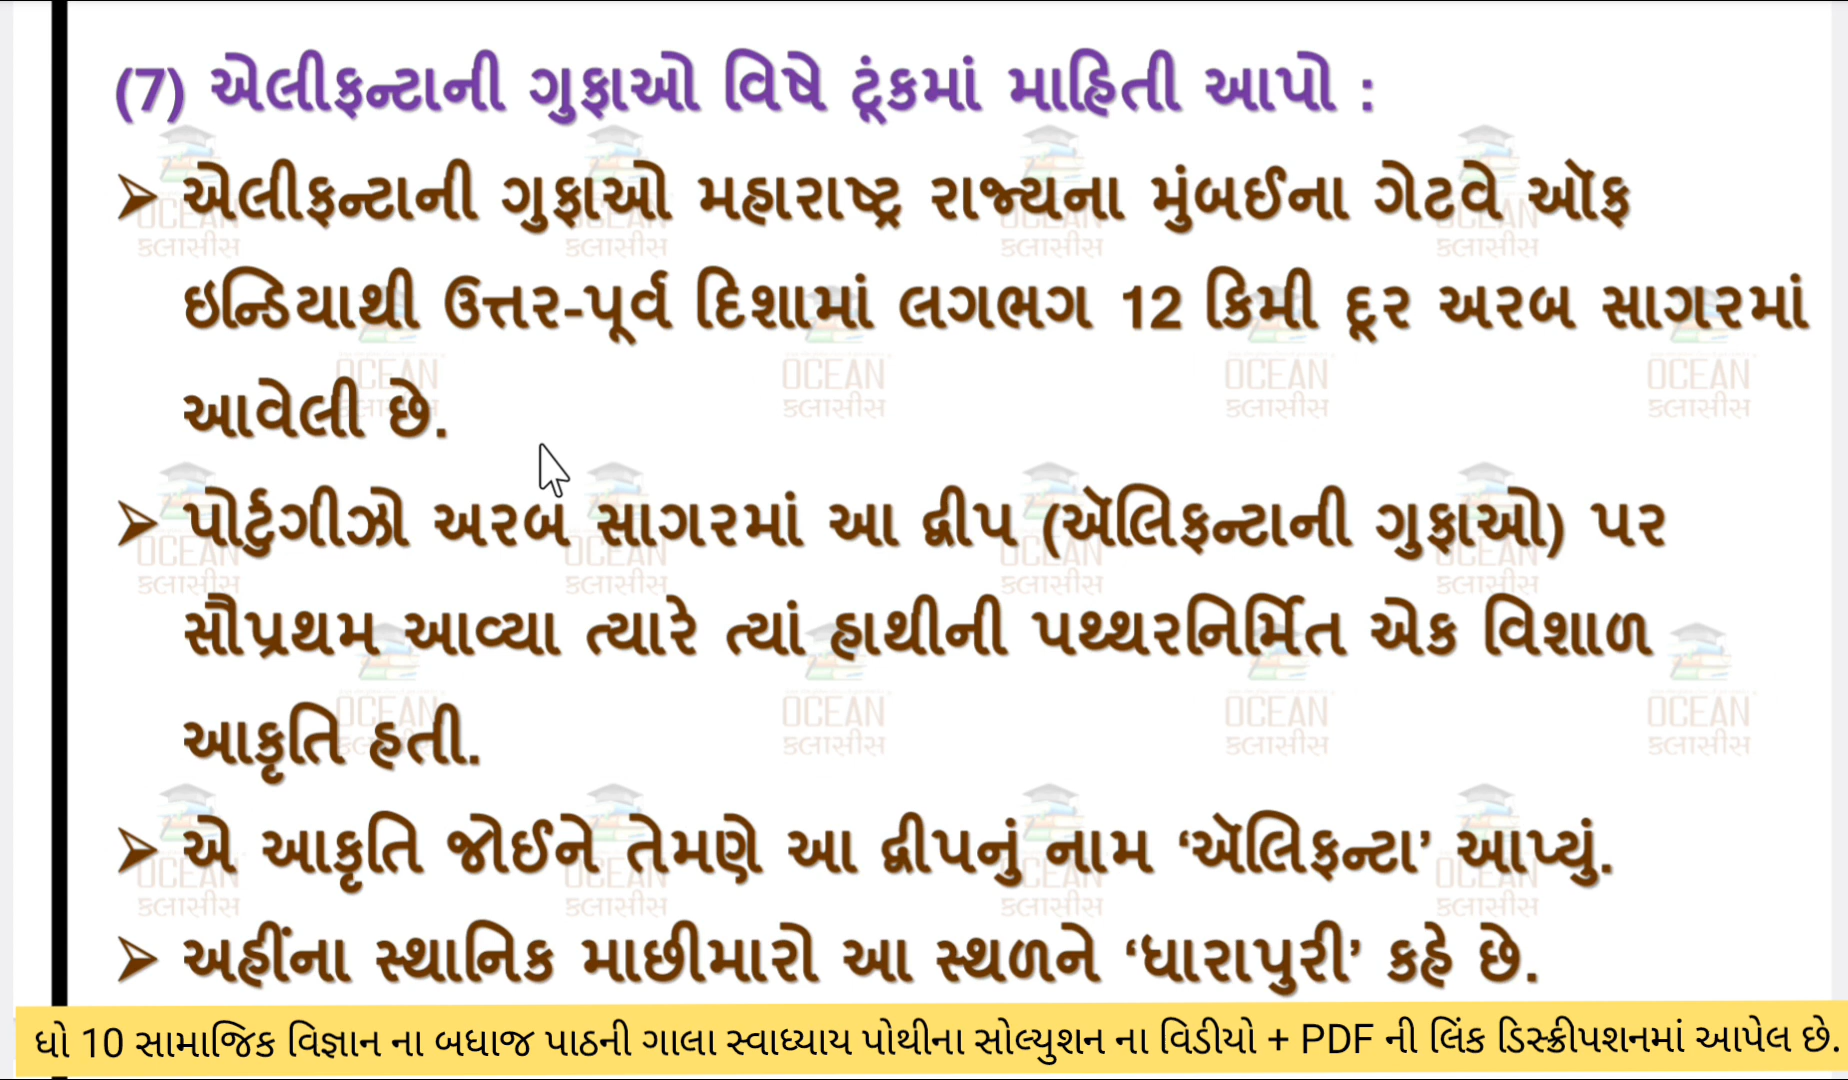 (7) એલીફન્ટાની ગુફાઓ વિષે ટૂંકમાં માહિતી આપો :
➢ એલીફન્ટાની ગુફાઓ મહારાષ્ટ્ર રાજ્યના મુંબઈના ગેટવે ઑફ
ઇન્ડિયાથી ઉત્તર-પૂર્વ દિશામાં લગભગ 12 કિમી દૂર અરબ સાગરમાં
આવેલી છે.
➢ પોર્ટુગીઝો અરબ સાગરમાં આ દ્વીપ (ઍલિફન્ટાની ગુફાઓ) પર
સૌપ્રથમ આવ્યા ત્યારે ત્યાં હાથીની પથ્થરનિર્મિત એક વિશાળ
આકૃતિ હતી.
➢ એ આકૃતિ જોઈને તેમણે આ દ્વીપનું નામ ‘ઍલિફન્ટા’ આપ્યું.
➢ અહીંના સ્થાનિક માછીમારો આ સ્થળને ‘ધારાપુરી’ કહે છે.
ધો 10 સામાજિક વિજ્ઞાન ના બધાજ પાઠની ગાલા સ્વાધ્યાય પોથીના સોલ્યુશન ના વિડીયો + PDF ની લિંક ડિસ્ક્રીપશનમાં આપેલ છે.
OCEAN
ક્લાસીસ